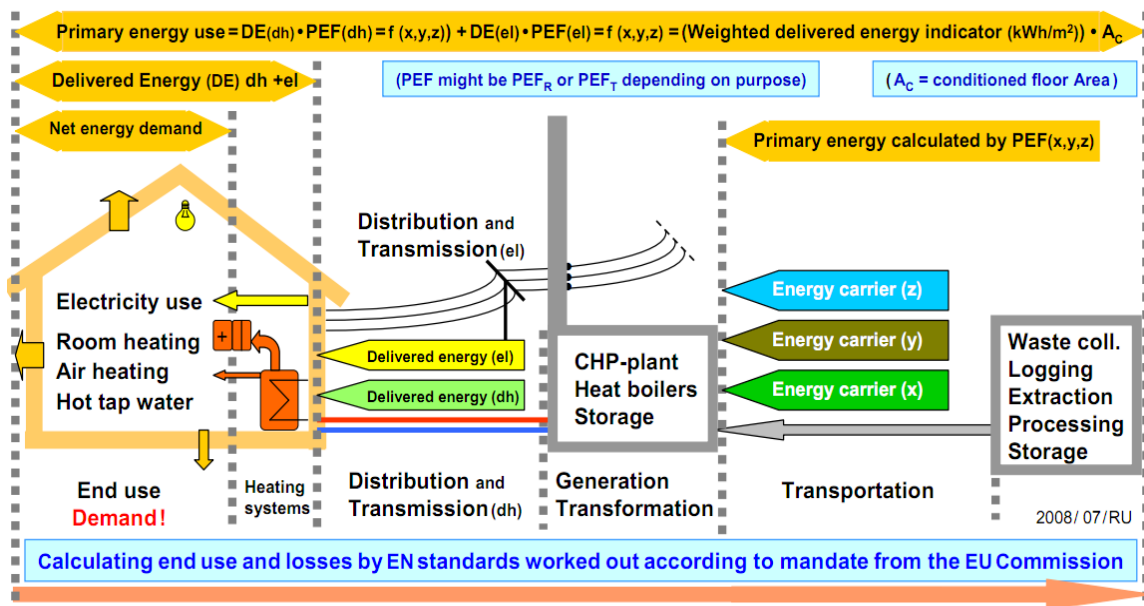 Primary energy use = DE(dh) • PEF(dh) = f (x,y,z)) + DE(el) • PEF(el) = f (x,y,z) = (Weighted delivered energy indicator (kWh/m²)) • A_C
Delivered Energy (DE) dh +el
(PEF might be PEF_R or PEF_T depending on purpose)
( A_C = conditioned floor Area )
Net energy demand
Primary energy calculated by PEF(x,y,z)
Distribution and
Transmission (el)
Electricity use
Room heating
Air heating
Hot tap water
+ -
Delivered energy (el)
Delivered energy (dh)
CHP-plant
Heat boilers
Storage
Energy carrier (z)
Energy carrier (y)
Energy carrier (x)
Waste coll.
Logging
Extraction
Processing
Storage
End use
Demand!
Heating
systems
Distribution and
Transmission (dh)
Generation
Transformation
Transportation
2008/ 07/RU
Calculating end use and losses by EN standards worked out according to mandate from the EU Commission